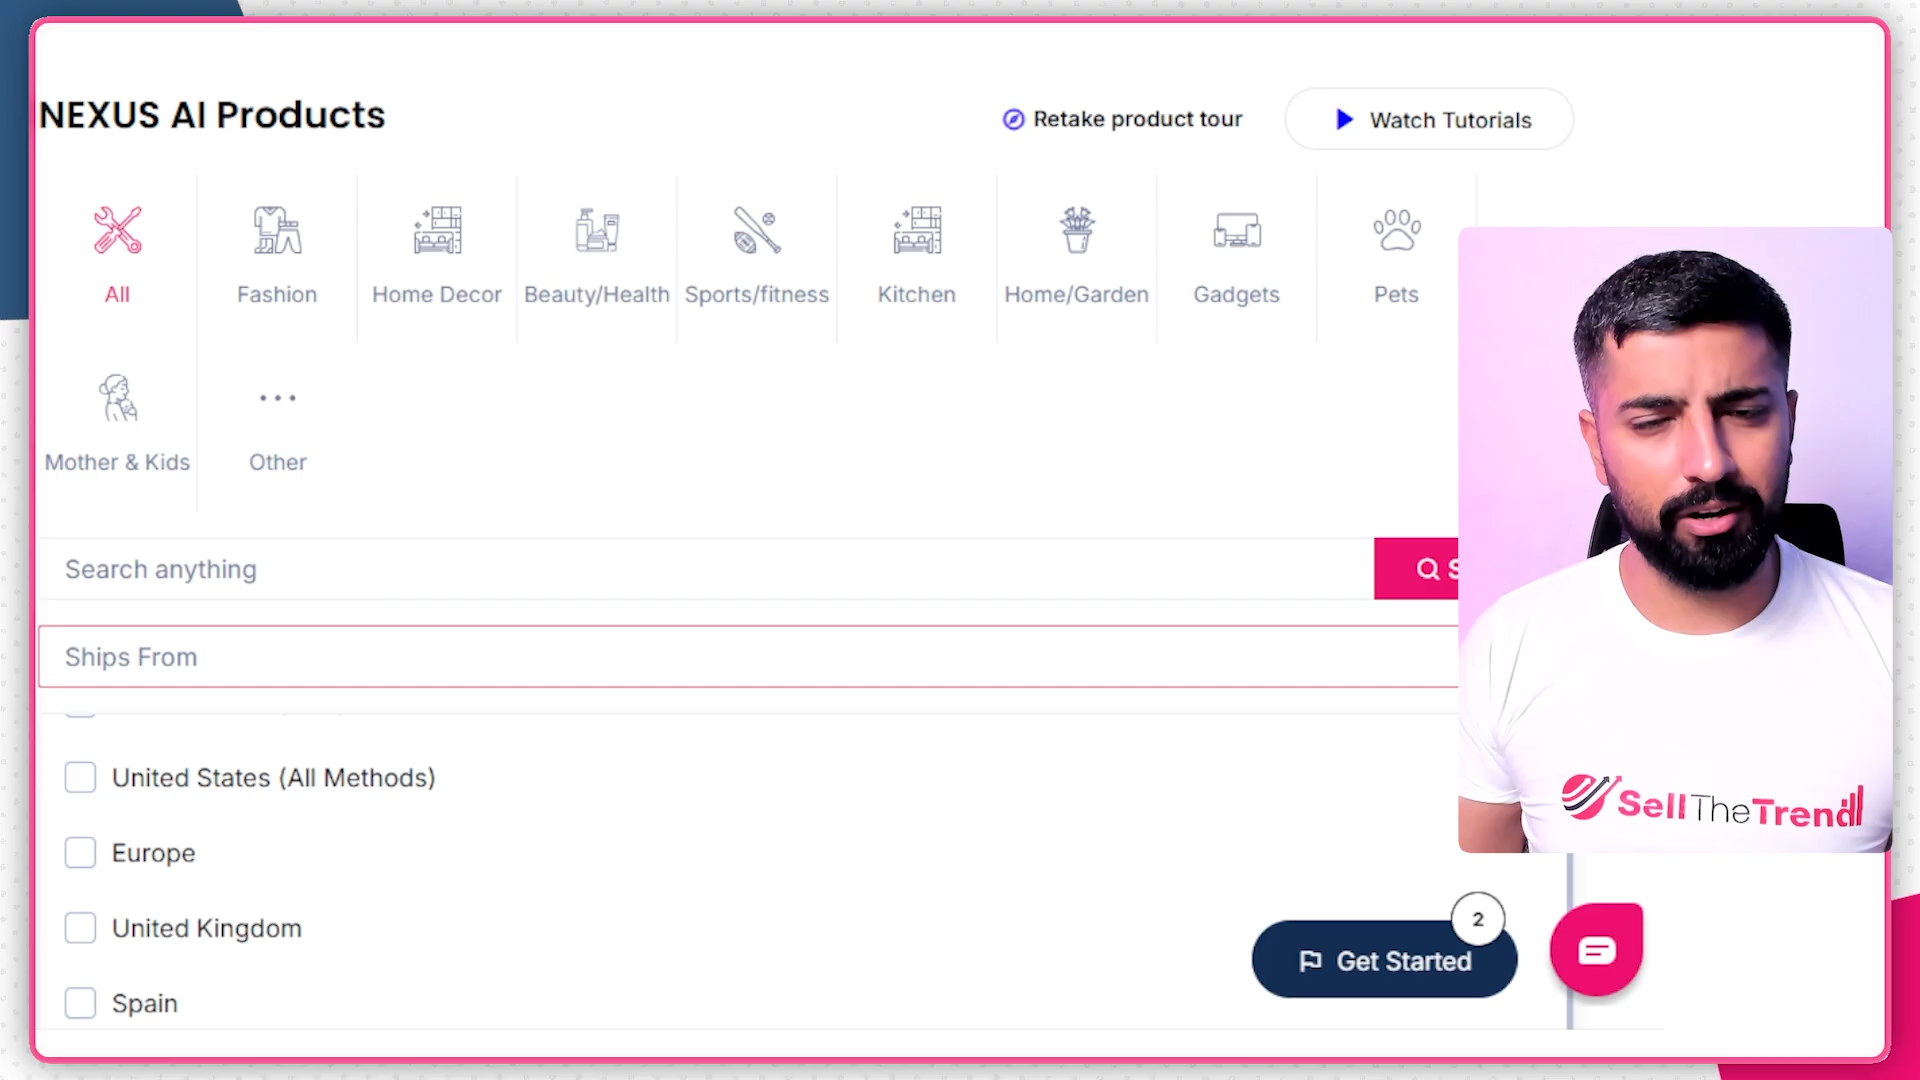 NEXUS AI Products
Retake product tour
Watch Tutorials
All
Fashion
Home Decor
Beauty/Health
Sports/fitness
Kitchen
Home/Garden
Gadgets
Pets
Mother & Kids
Other
Search anything
S
Ships From
United States (All Methods)
Europe
United Kingdom
Spain
2
Get Started
SellTheTrend